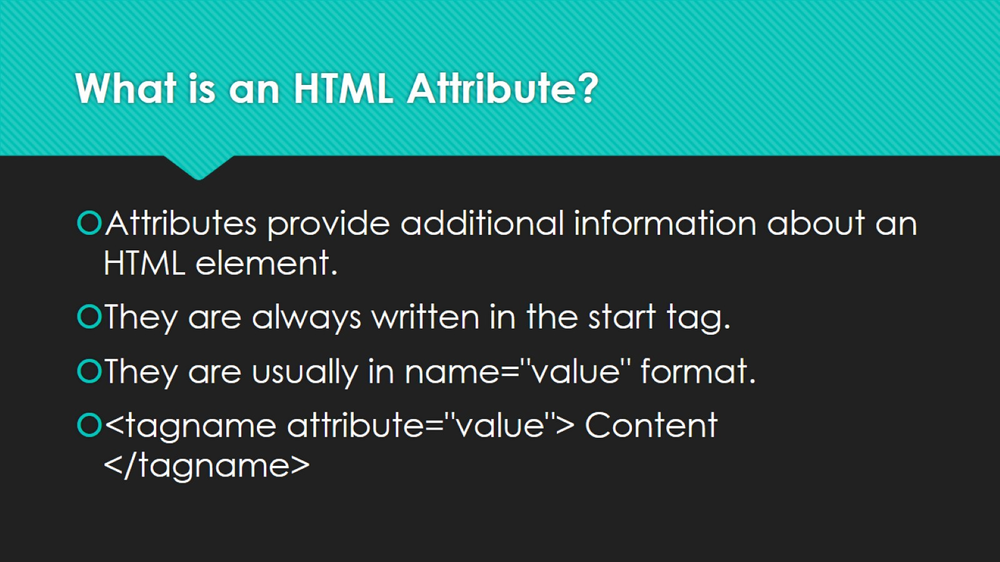 What is an HTML Attribute?
Attributes provide additional information about an
HTML element.
They are always written in the start tag.
They are usually in name="value" format.
<tagname attribute="value"> Content
</tagname>